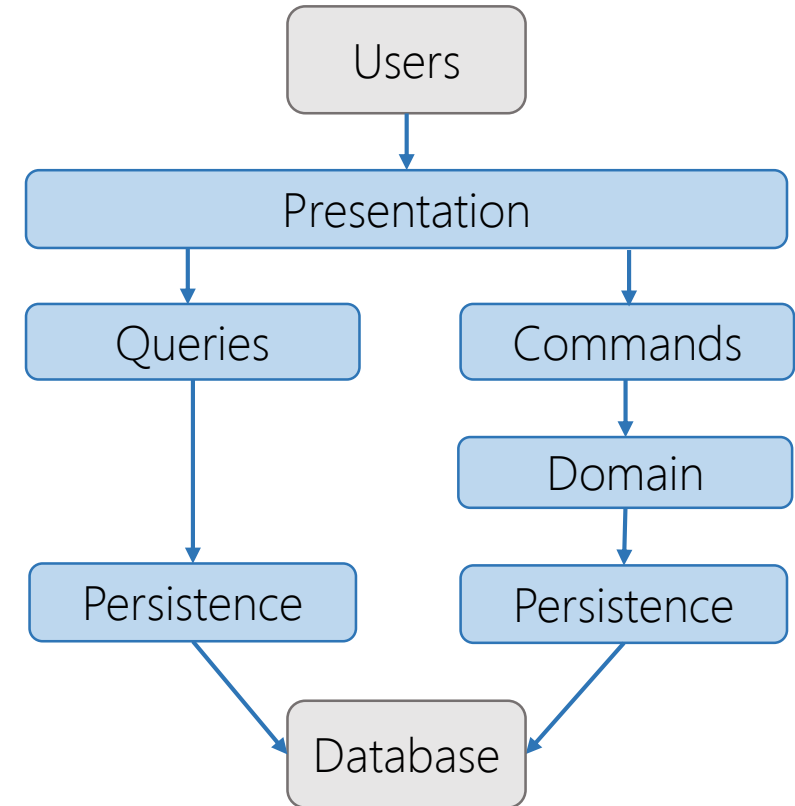 Users
Presentation
Queries
Commands
Domain
Persistence
Persistence
Database